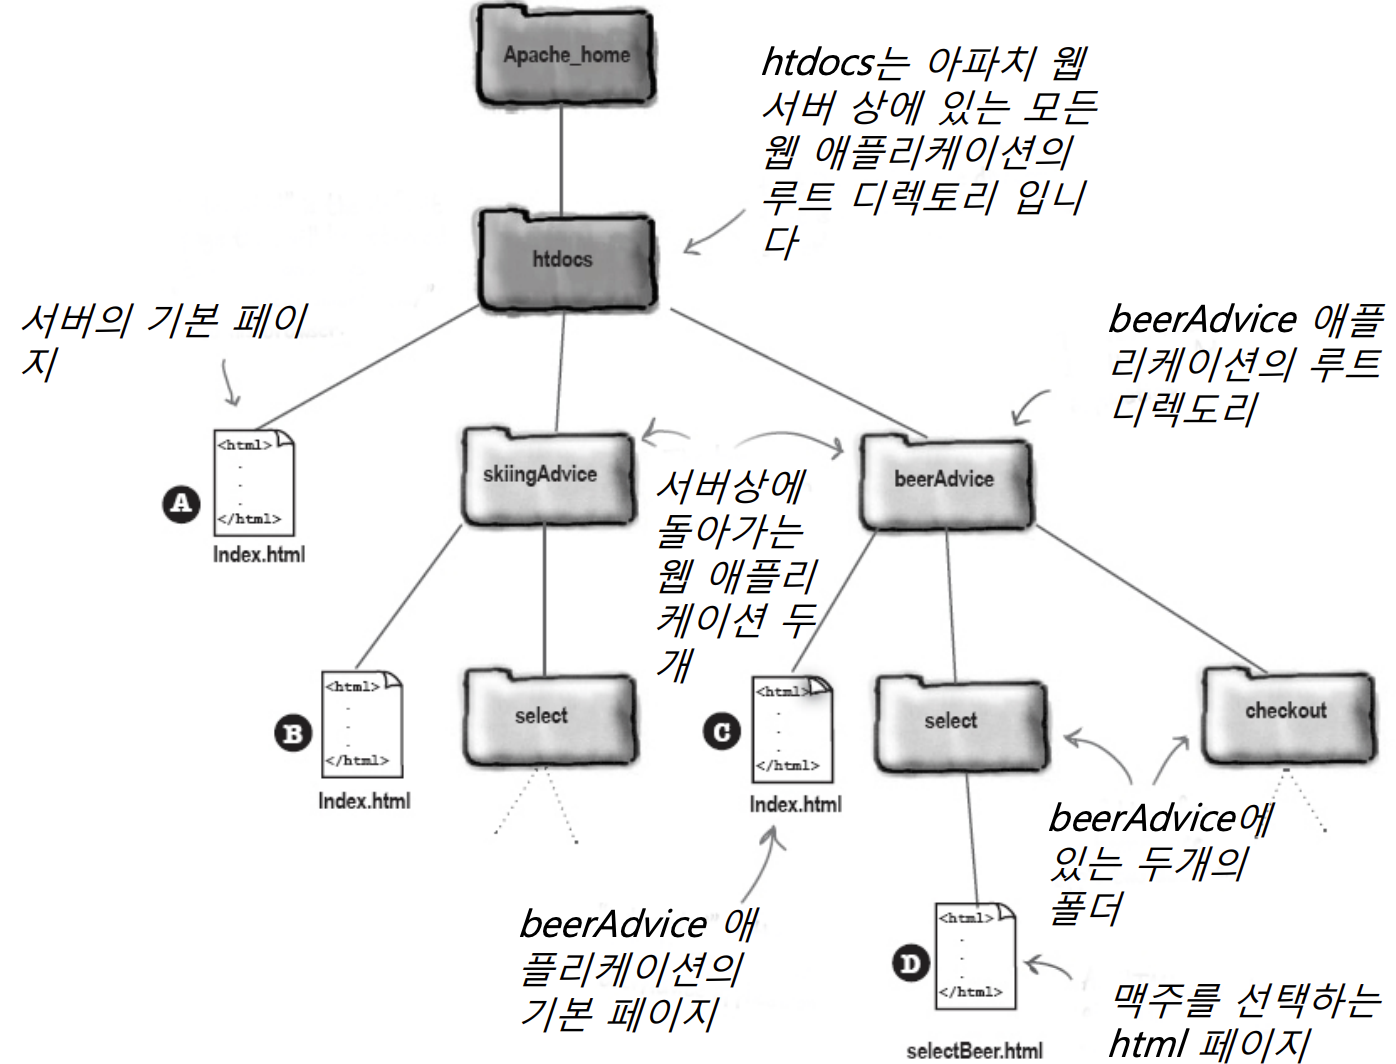 Apache_home
htdocs는 아파치 웹
서버 상에 있는 모든
웹 애플리케이션의
루트 디렉토리 입니
다
htdocs
서버의 기본 페이
지
beerAdvice 애플
리케이션의 루트
디렉도리
<html>
.
.
.
</html>
A
Index.html
skiingAdvice
서버상에
돌아가는
웹 애플리
케이션 두
개
beerAdvice
<html>
.
.
.
</html>
B
Index.html
select
<html>
.
.
.
</html>
C
Index.html
select
checkout
beerAdvice에
있는 두개의
폴더
beerAdvice 애
플리케이션의
기본 페이지
<html>
.
.
.
</html>
D
selectBeer.html
맥주를 선택하는
html 페이지